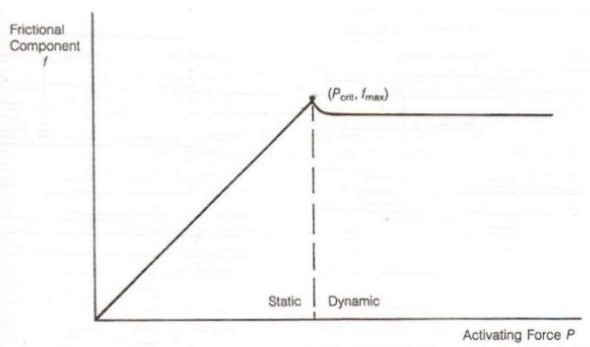 Frictional
Component
f
(Pcrit, fmax)
Static
Dynamic
Activating Force P